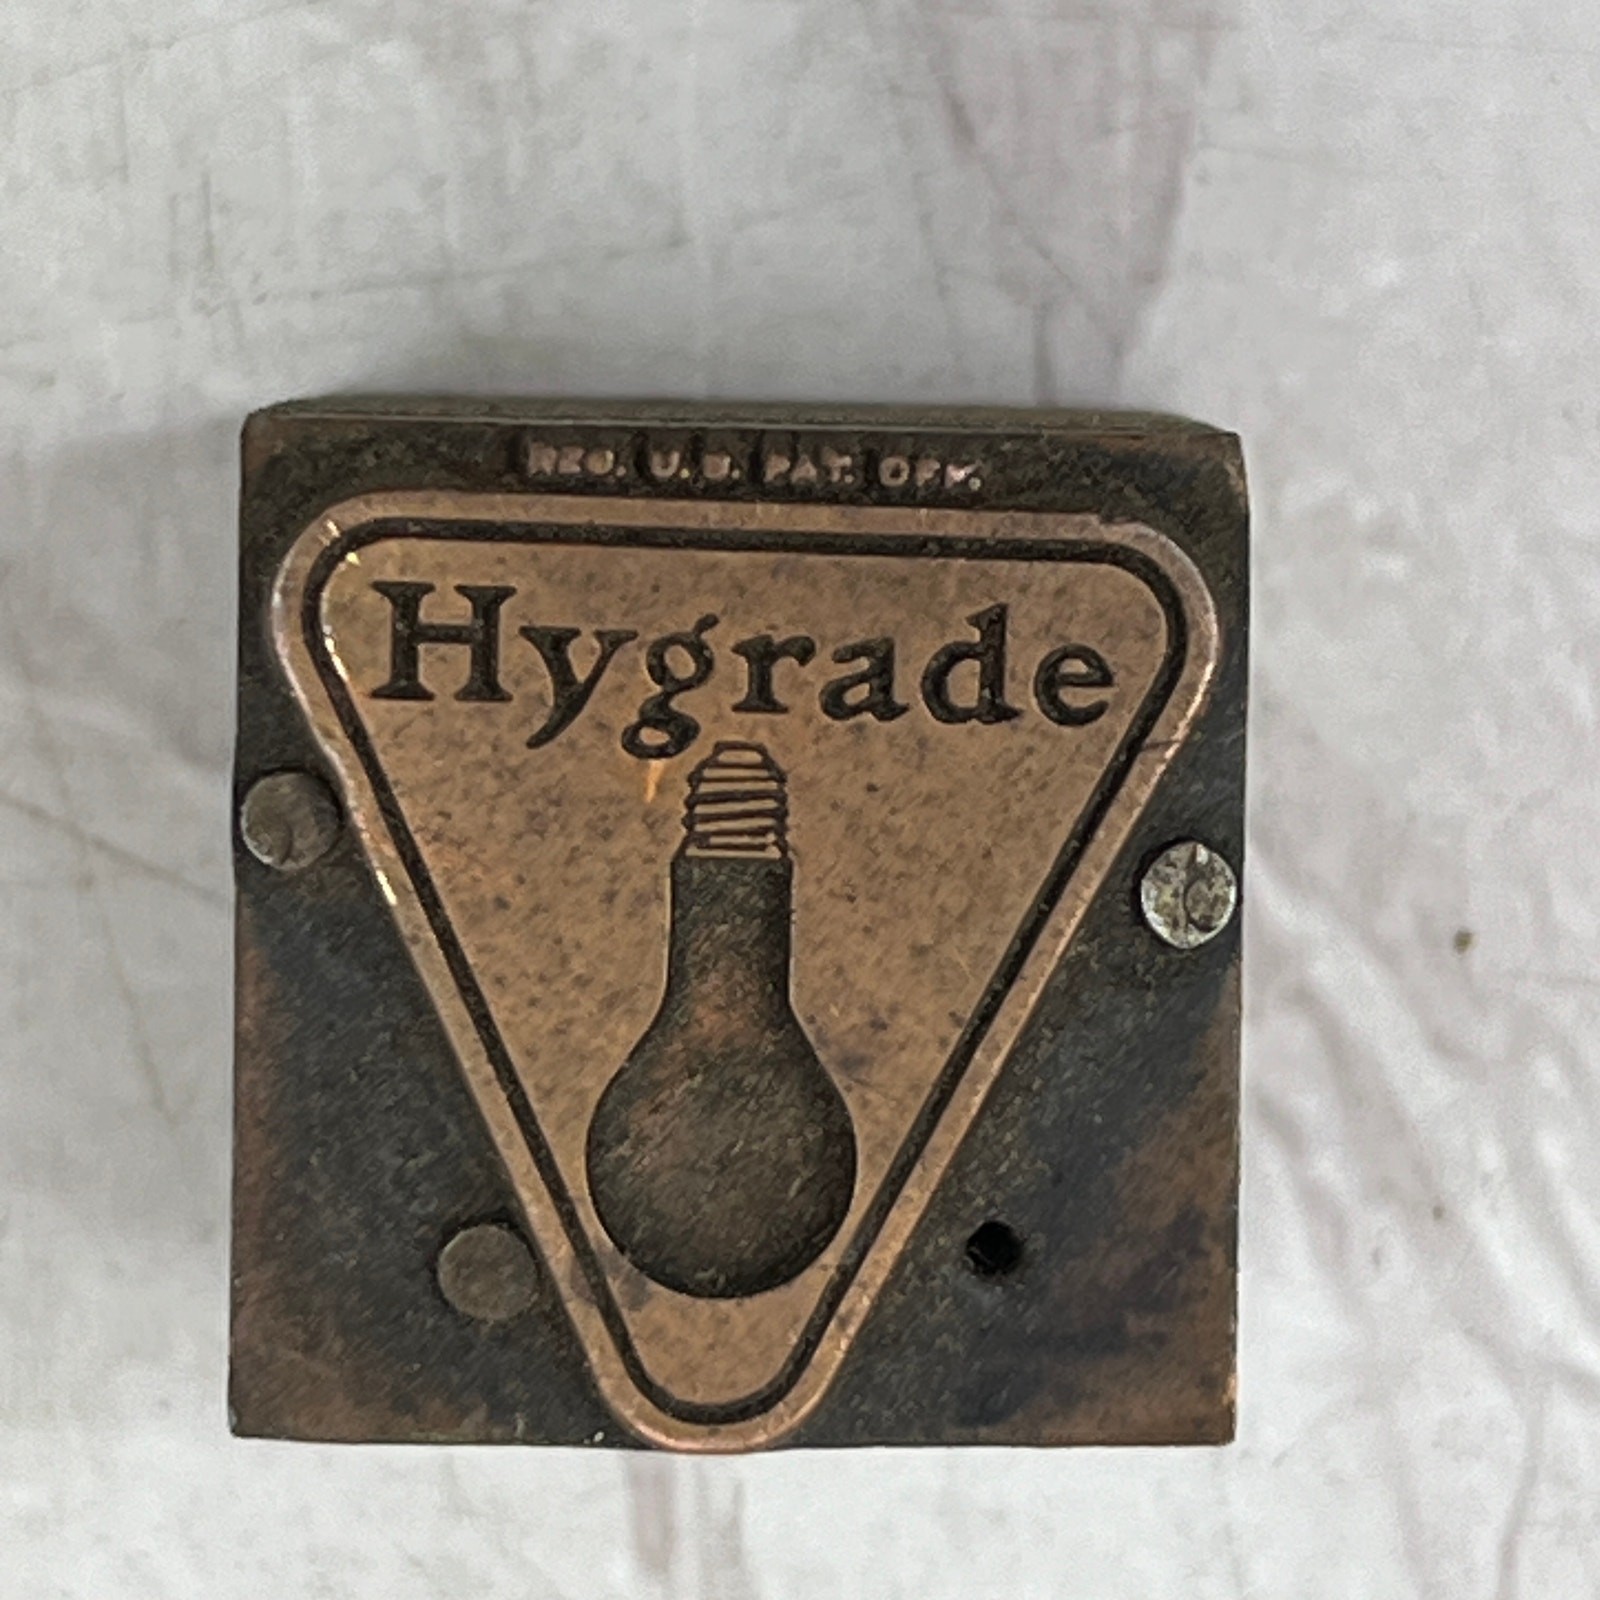 REG. U.S. PAT. OFF.
Hygrade